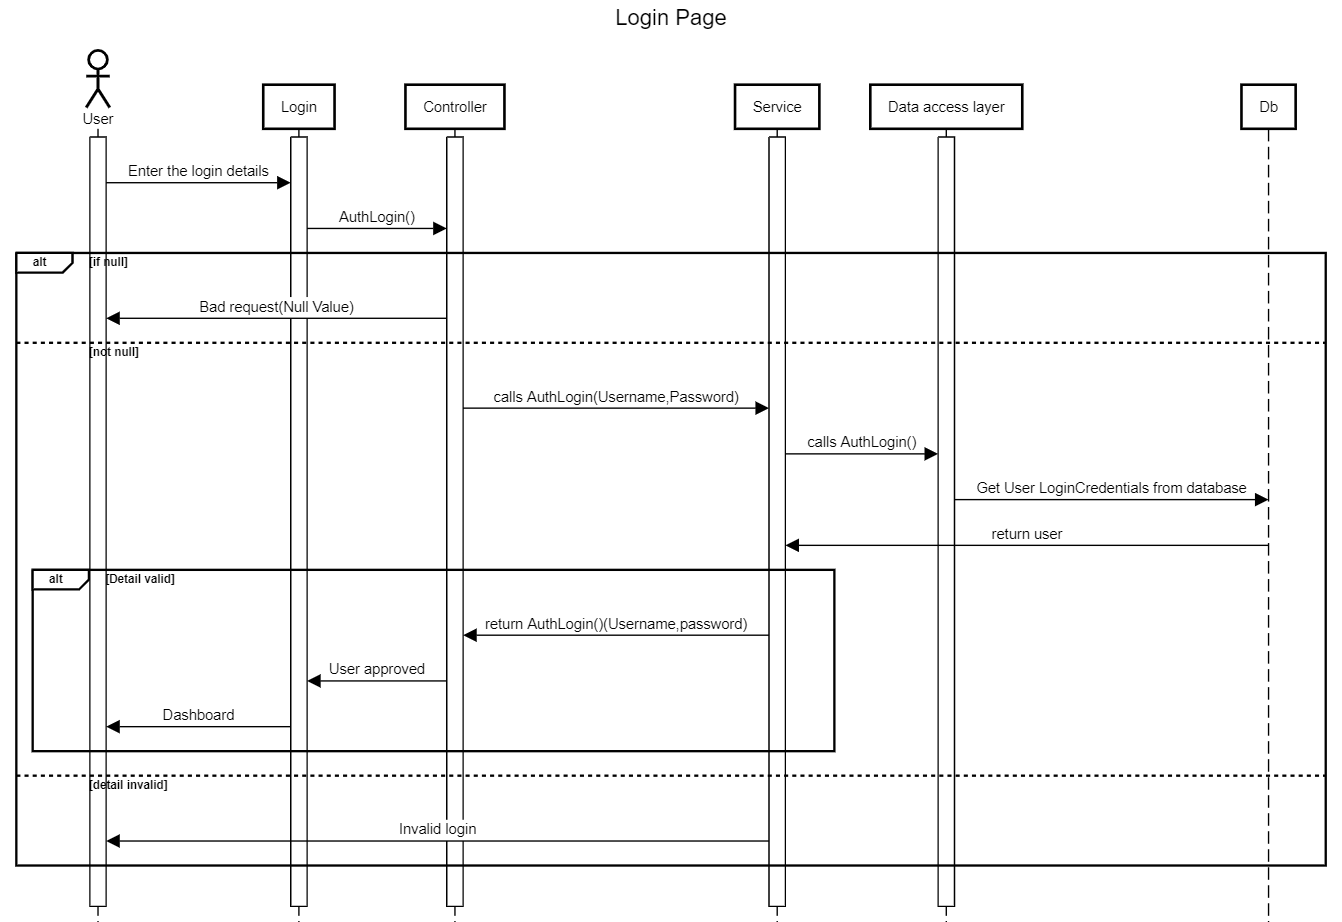 Login Page
User
Login
Controller
Service
Data access layer
Db
Enter the login details
AuthLogin()
alt
[if null]
Bad request(Null Value)
[not null]
calls AuthLogin(Username,Password)
calls AuthLogin()
Get User LoginCredentials from database
return user
alt
[Detail valid]
return AuthLogin()(Username,password)
User approved
Dashboard
[detail invalid]
Invalid login